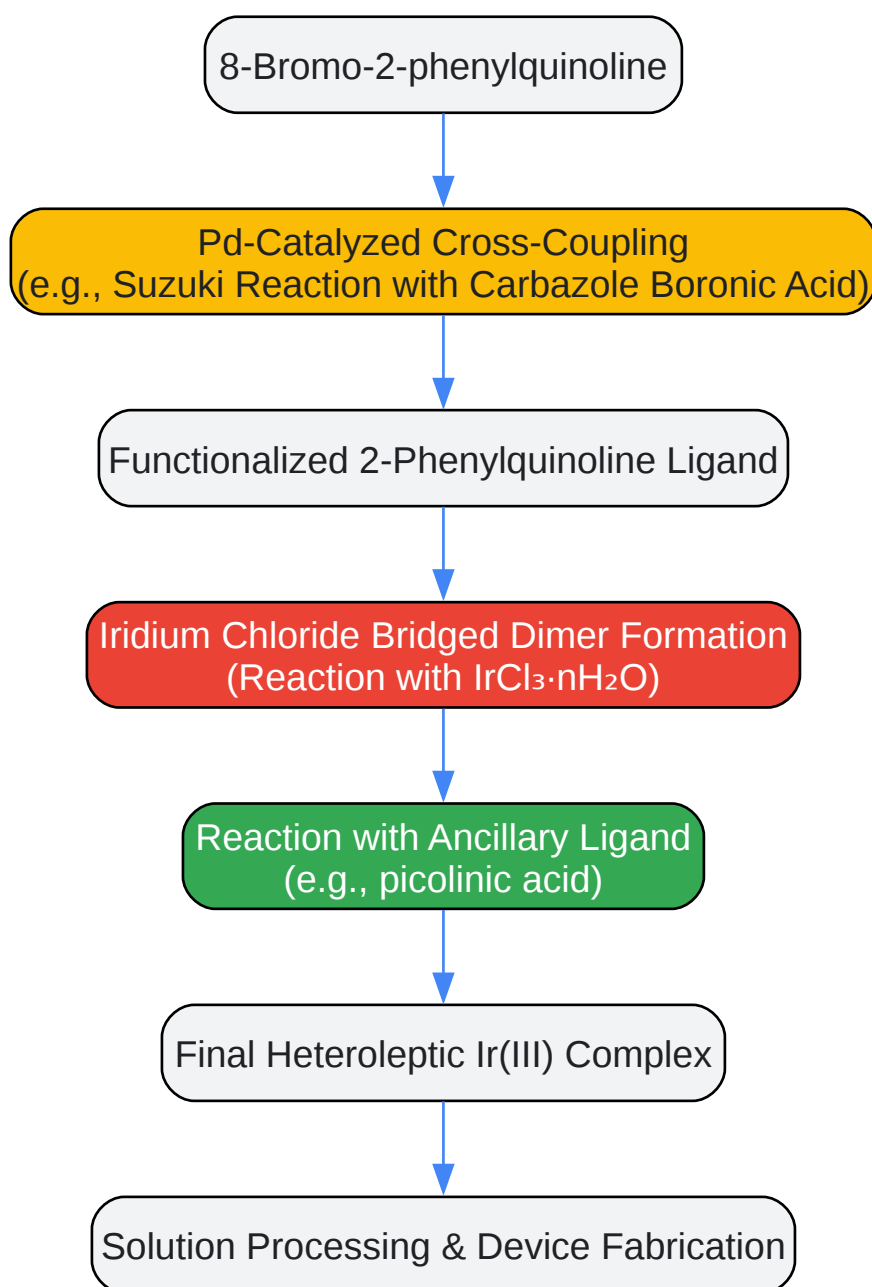 8-Bromo-2-phenylquinoline
Pd-Catalyzed Cross-Coupling
(e.g., Suzuki Reaction with Carbazole Boronic Acid)
Functionalized 2-Phenylquinoline Ligand
Iridium Chloride Bridged Dimer Formation
(Reaction with IrCl₃·nH₂O)
Reaction with Ancillary Ligand
(e.g., picolinic acid)
Final Heteroleptic Ir(III) Complex
Solution Processing & Device Fabrication